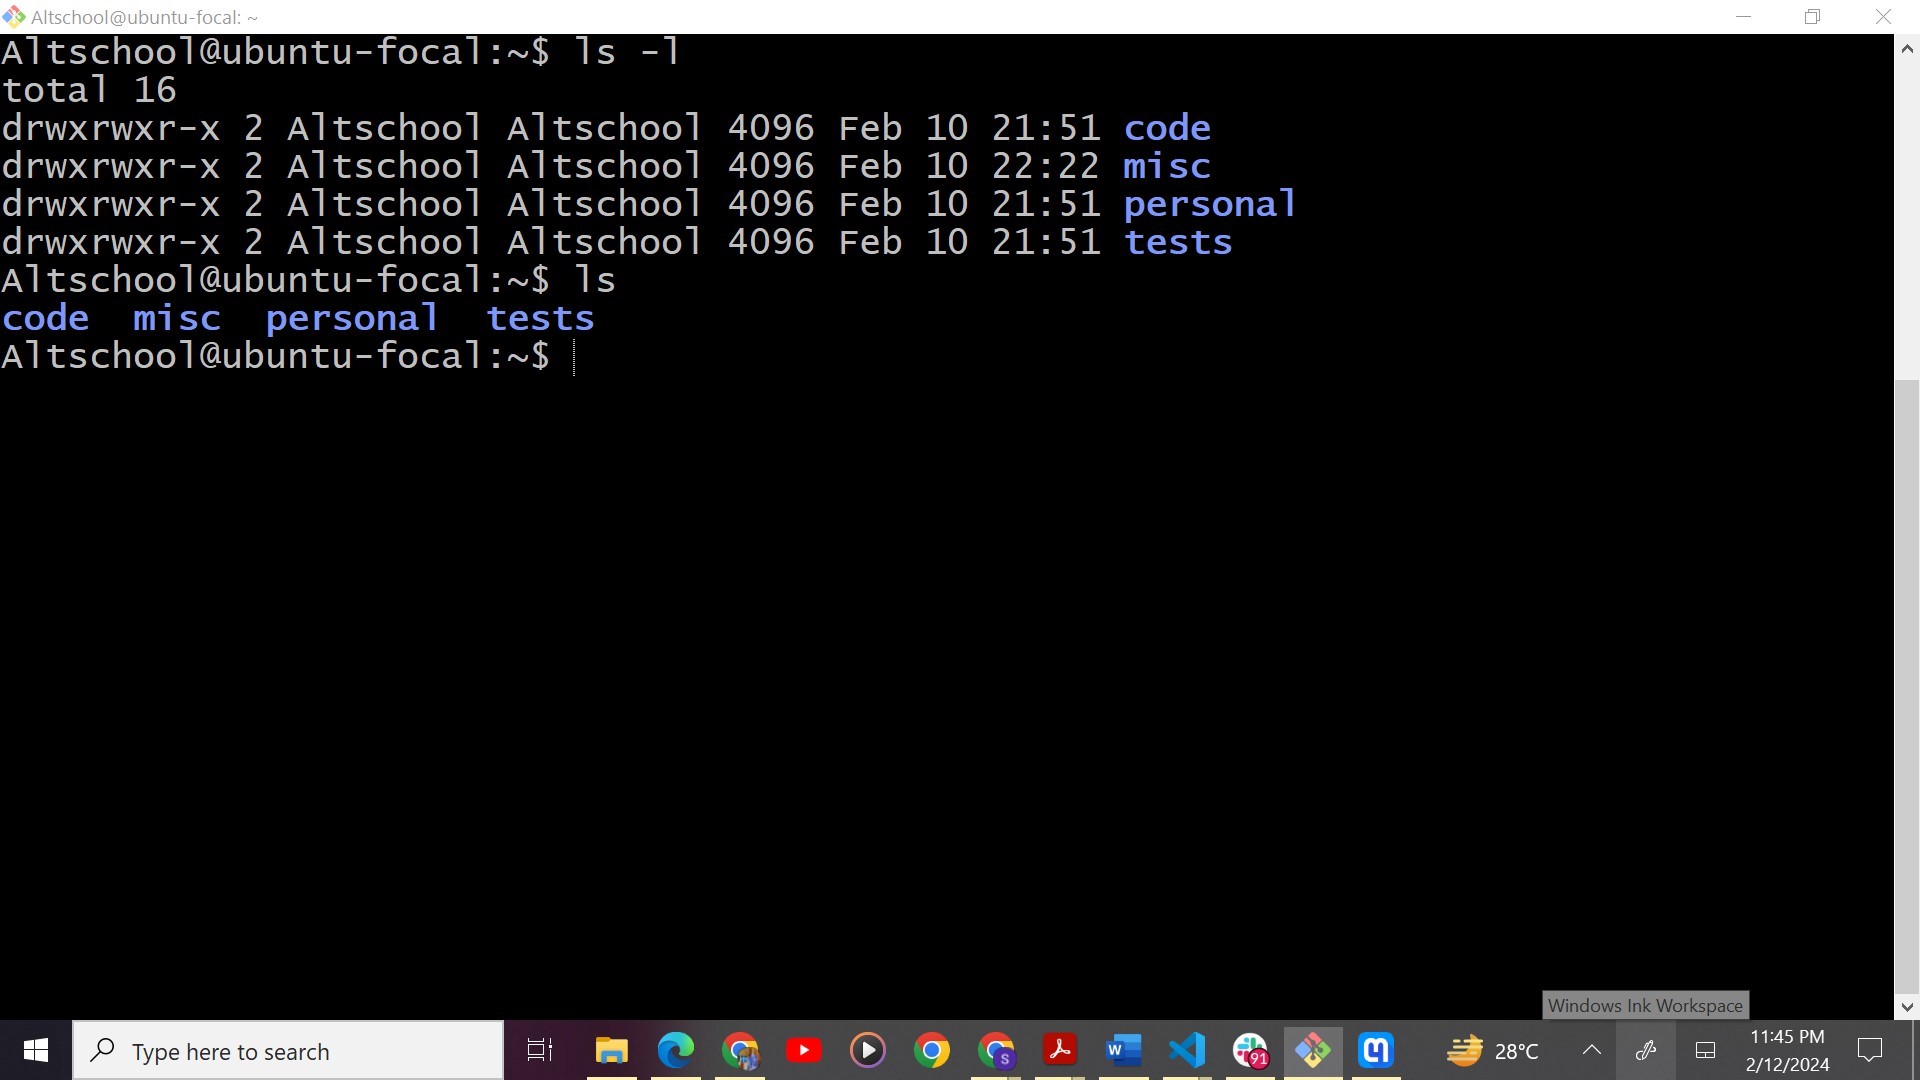 Altschool@ubuntu-focal: ~
Altschool@ubuntu-focal:~$ ls -l
total 16
drwxrwxr-x 2 Altschool Altschool 4096 Feb 10 21:51 code
drwxrwxr-x 2 Altschool Altschool 4096 Feb 10 22:22 misc
drwxrwxr-x 2 Altschool Altschool 4096 Feb 10 21:51 personal
drwxrwxr-x 2 Altschool Altschool 4096 Feb 10 21:51 tests
Altschool@ubuntu-focal:~$ ls
code misc personal tests
Altschool@ubuntu-focal:~$
Windows Ink Workspace
Type here to search
S
W
91
28°C
11:45 PM
2/12/2024